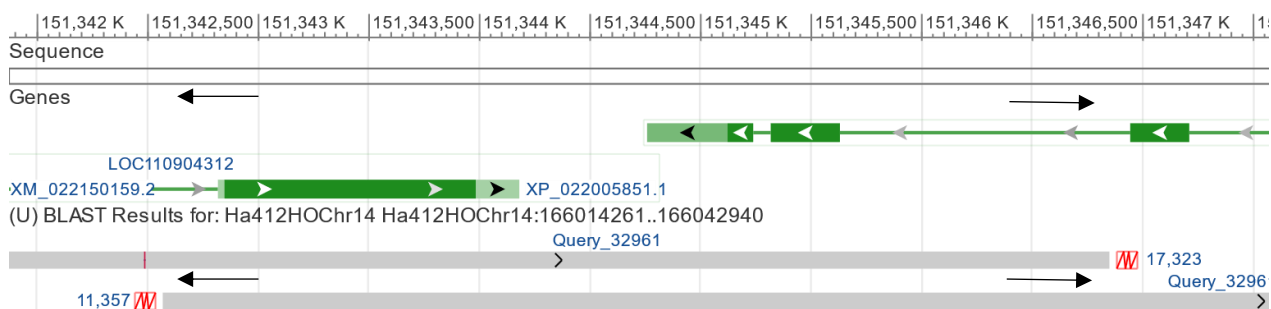 151,342 K 151,342,500 151,343 K 151,343,500 151,344 K 151,344,500 151,345 K 151,345,500 151,346 K 151,346,500 151,347 K
Sequence
Genes
LOC110904312
XM_022150159.2 XP_022005851.1
(U) BLAST Results for: Ha412HOChr14 Ha412HOChr14:166014261..166042940
Query_32961
17,323
Query_3296
11,357